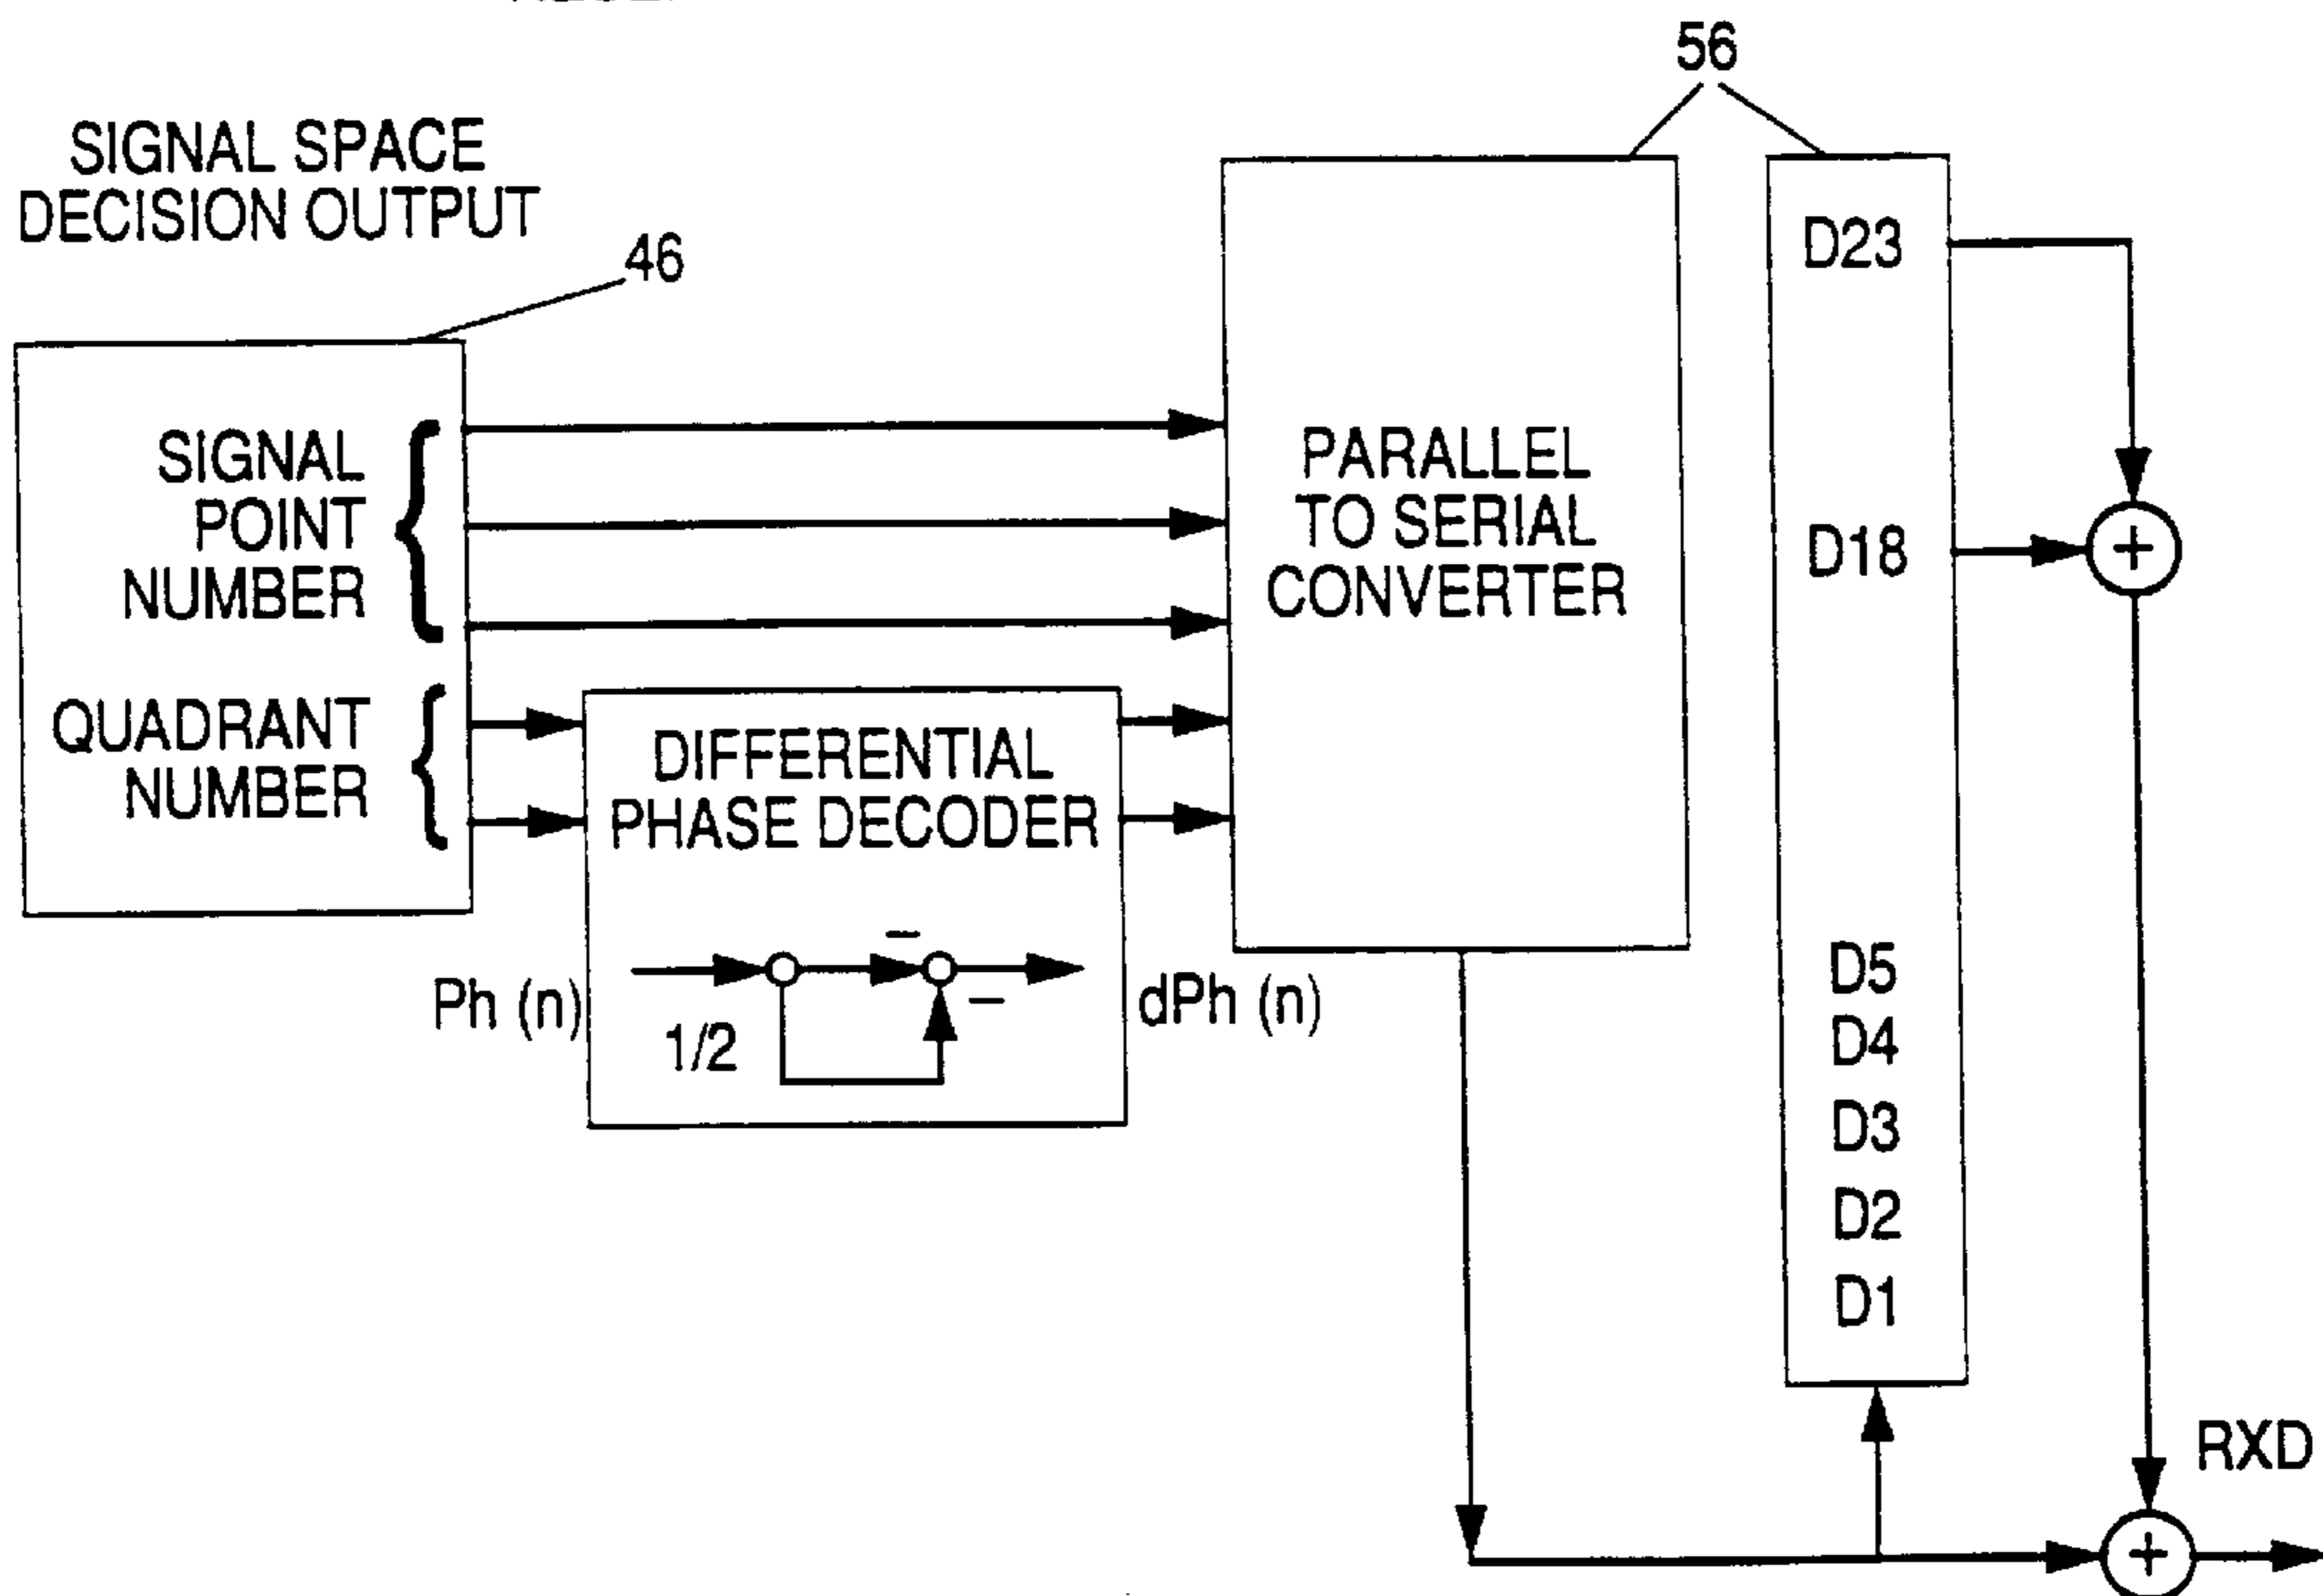 56
SIGNAL SPACE
DECISION OUTPUT
46
SIGNAL
POINT
NUMBER
QUADRANT
NUMBER
DIFFERENTIAL
PHASE DECODER
Ph (n)
1/2
−
−
dPh (n)
PARALLEL
TO SERIAL
CONVERTER
D23
D18
D5
D4
D3
D2
D1
+
+
RXD